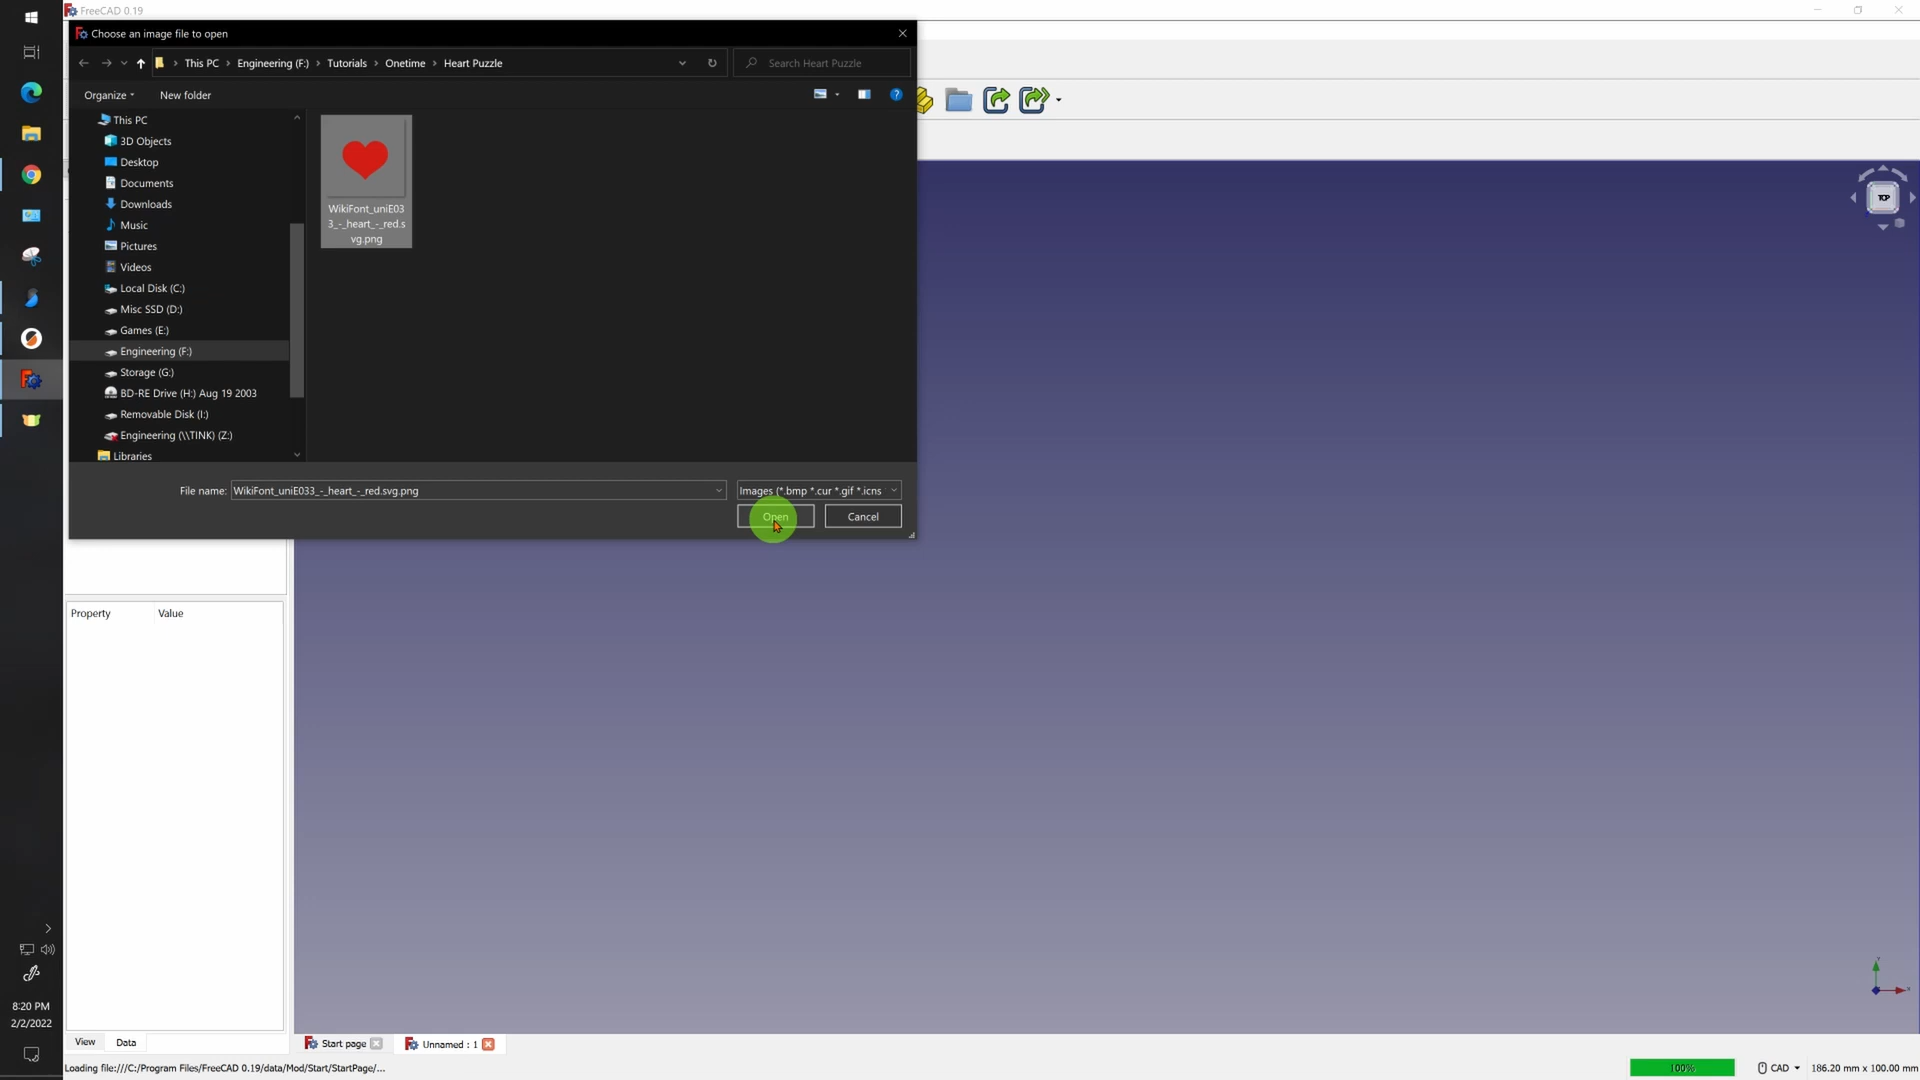 FreeCAD 0.19
Choose an image file to open
This PC
Engineering (F:)
Tutorials
Onetime
Heart Puzzle
Search Heart Puzzle
Organize
New folder
This PC
3D Objects
Desktop
Documents
Downloads
Music
Pictures
Videos
Local Disk (C:)
Misc SSD (D:)
Games (E:)
Engineering (F:)
Storage (G:)
BD-RE Drive (H:) Aug 19 2003
Removable Disk (I:)
Engineering (\\TINK) (Z:)
Libraries
WikiFont_uniE03
3_-_heart_-_red.s
vg.png
File name: WikiFont_uniE033_-_heart_-_red.svg.png
Images (*.bmp *.cur *.gif *.icns
Open
Cancel
TOP
Property Value
View Data
Start page
Unnamed : 1
Loading file:///C:/Program Files/FreeCAD 0.19/data/Mod/Start/StartPage/...
100%
CAD
186.20 mm x 100.00 mm
8:20 PM
2/2/2022